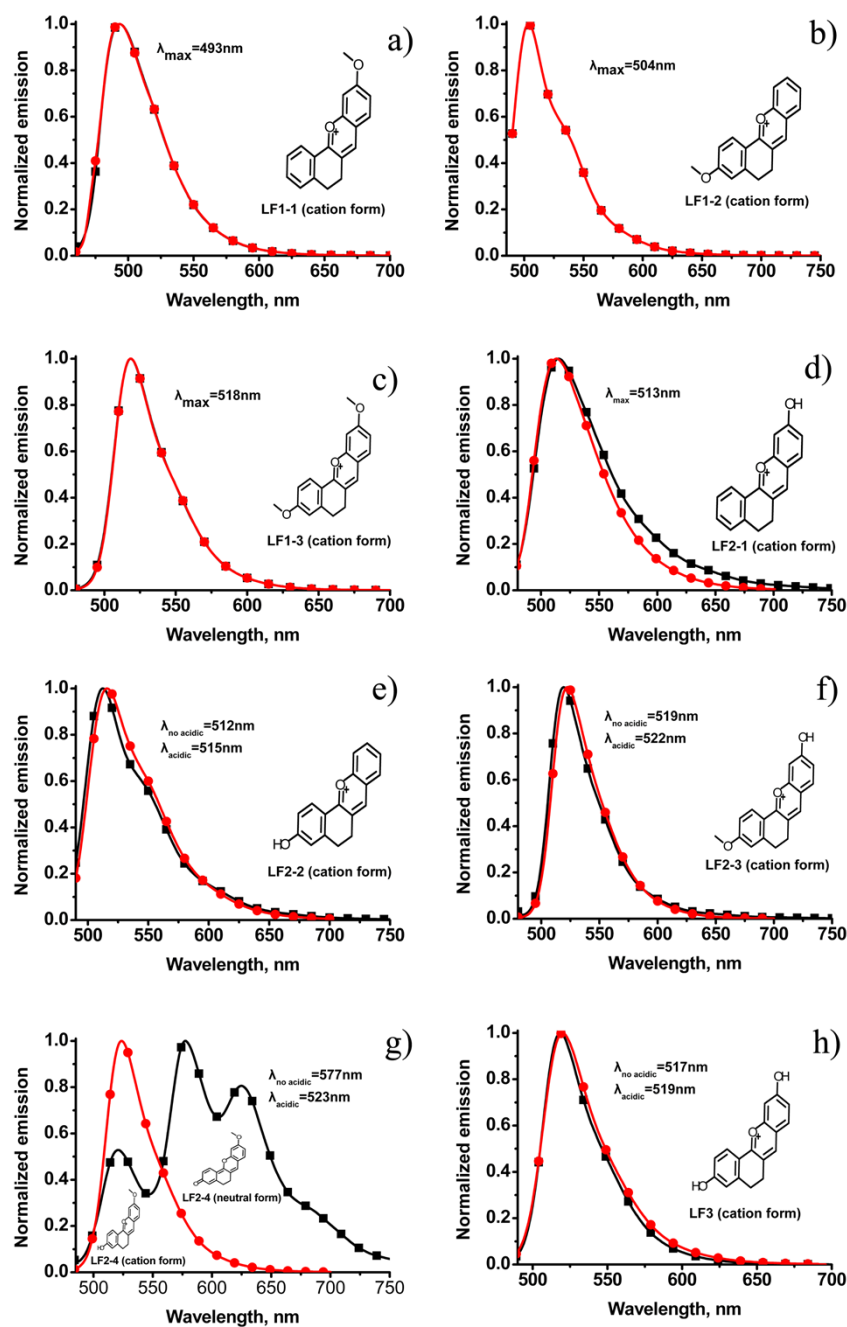 a)
Normalized emission
1.0
0.8
0.6
0.4
0.2
0.0
λmax=493nm
O
O
+
LF1-1 (cation form)
500 550 600 650 700
Wavelength, nm
b)
Normalized emission
1.0
0.8
0.6
0.4
0.2
0.0
λmax=504nm
O
+
O
LF1-2 (cation form)
500 550 600 650 700 750
Wavelength, nm
c)
Normalized emission
1.0
0.8
0.6
0.4
0.2
0.0
λmax=518nm
O
O
+
O
LF1-3 (cation form)
500 550 600 650 700
Wavelength, nm
d)
Normalized emission
1.0
0.8
0.6
0.4
0.2
0.0
λmax=513nm
OH
O
+
LF2-1 (cation form)
500 550 600 650 700 750
Wavelength, nm
e)
Normalized emission
1.0
0.8
0.6
0.4
0.2
0.0
λno acidic=512nm
λacidic=515nm
O
+
HO
LF2-2 (cation form)
500 550 600 650 700 750
Wavelength, nm
f)
Normalized emission
1.0
0.8
0.6
0.4
0.2
0.0
λno acidic=519nm
λacidic=522nm
OH
O
+
O
LF2-3 (cation form)
500 550 600 650 700 750
Wavelength, nm
g)
Normalized emission
1.0
0.8
0.6
0.4
0.2
0.0
λno acidic=577nm
λacidic=523nm
O
O
O
LF2-4 (neutral form)
O
O
+
HO
LF2-4 (cation form)
500 550 600 650 700 750
Wavelength, nm
h)
Normalized emission
1.0
0.8
0.6
0.4
0.2
0.0
λno acidic=517nm
λacidic=519nm
OH
O
+
HO
LF3 (cation form)
500 550 600 650 700
Wavelength, nm